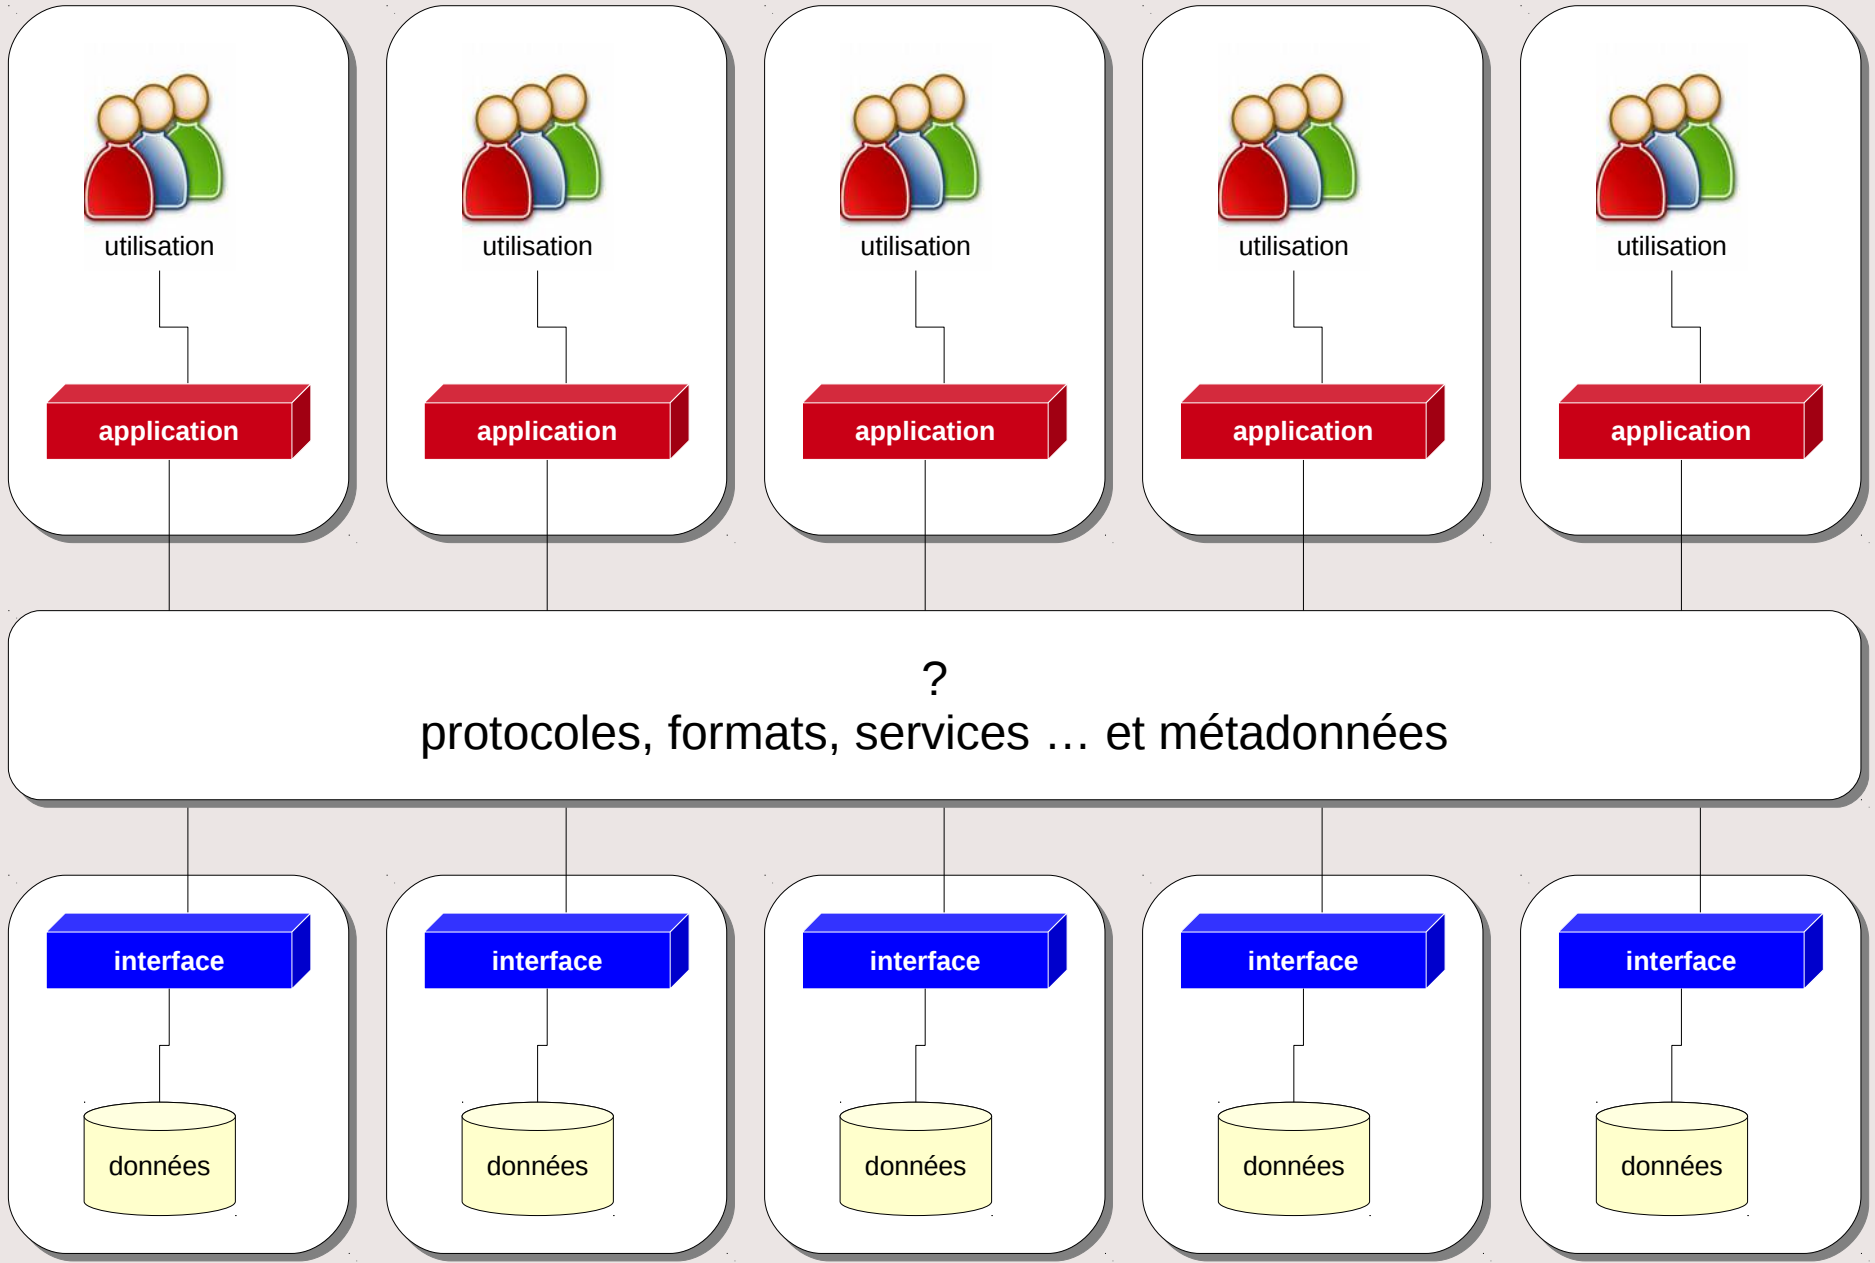 utilisation
utilisation
utilisation
utilisation
utilisation
application
application
application
application
application
?
protocoles, formats, services … et métadonnées
interface
interface
interface
interface
interface
données
données
données
données
données